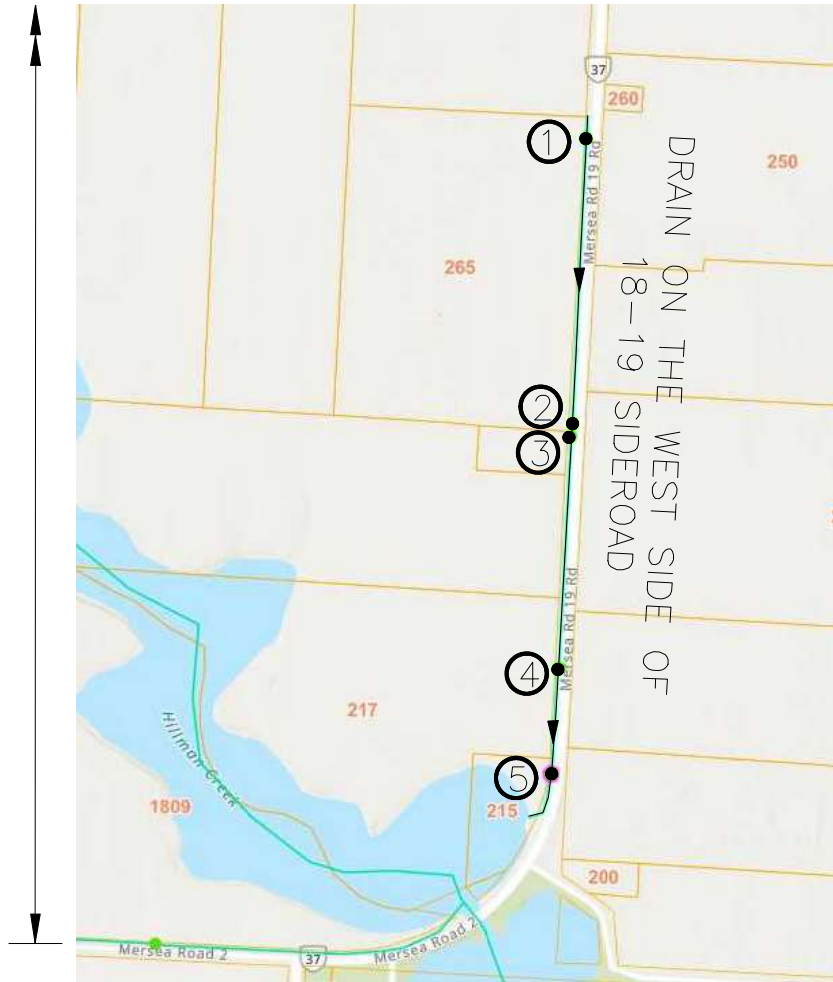 37
260
1
Mersea Rd 19 Rd
250
DRAIN ON THE WEST SIDE OF
18-19 SIDEROAD
265
2
3
Mersea Rd 19 Rd
4
217
Hillman Creek
5
1809
215
200
Mersea Road 2
37
Mersea Road 2